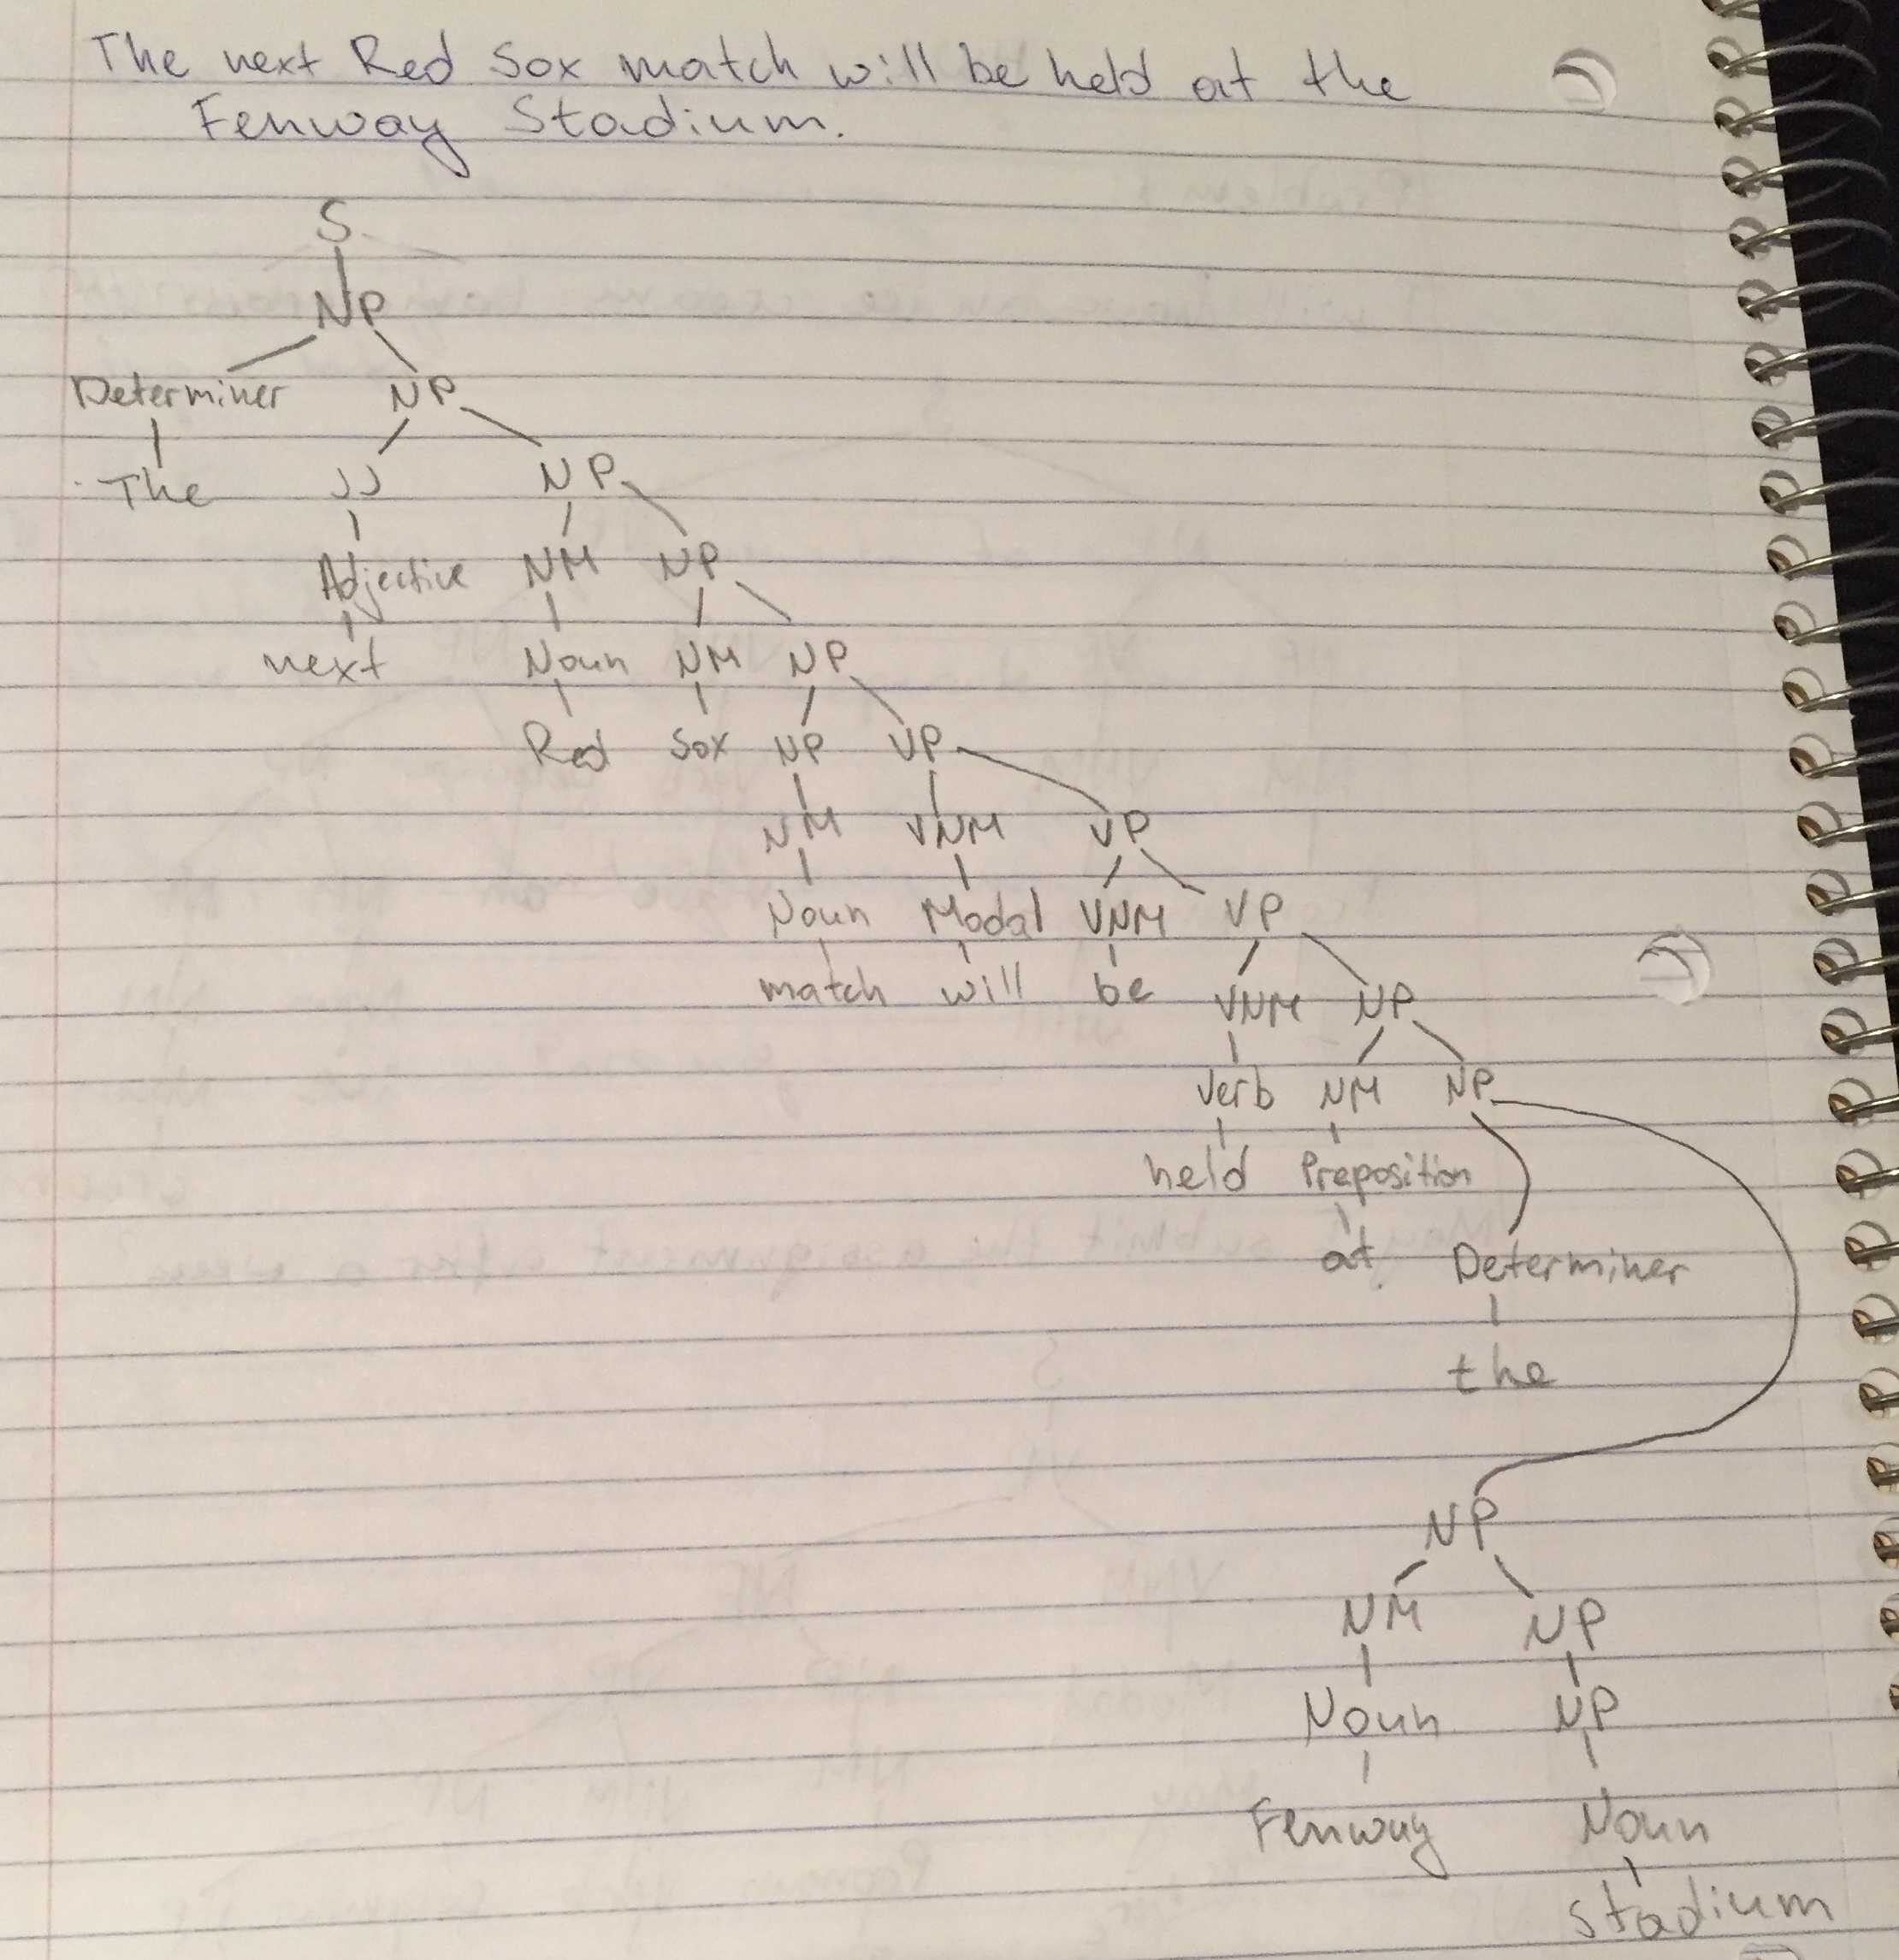 The next Red Sox match will be held at the
Fenway Stadium.
S
NP
Determiner NP
The JJ NP
Adjective NM NP
next Noun NM NP
Red Sox NP VP
NM VNM VP
Noun Modal VNM VP
match will be VNM NP
Verb NM NP
held Preposition
at Determiner
the
NP
NM NP
Noun NP
Fenway Noun
stadium